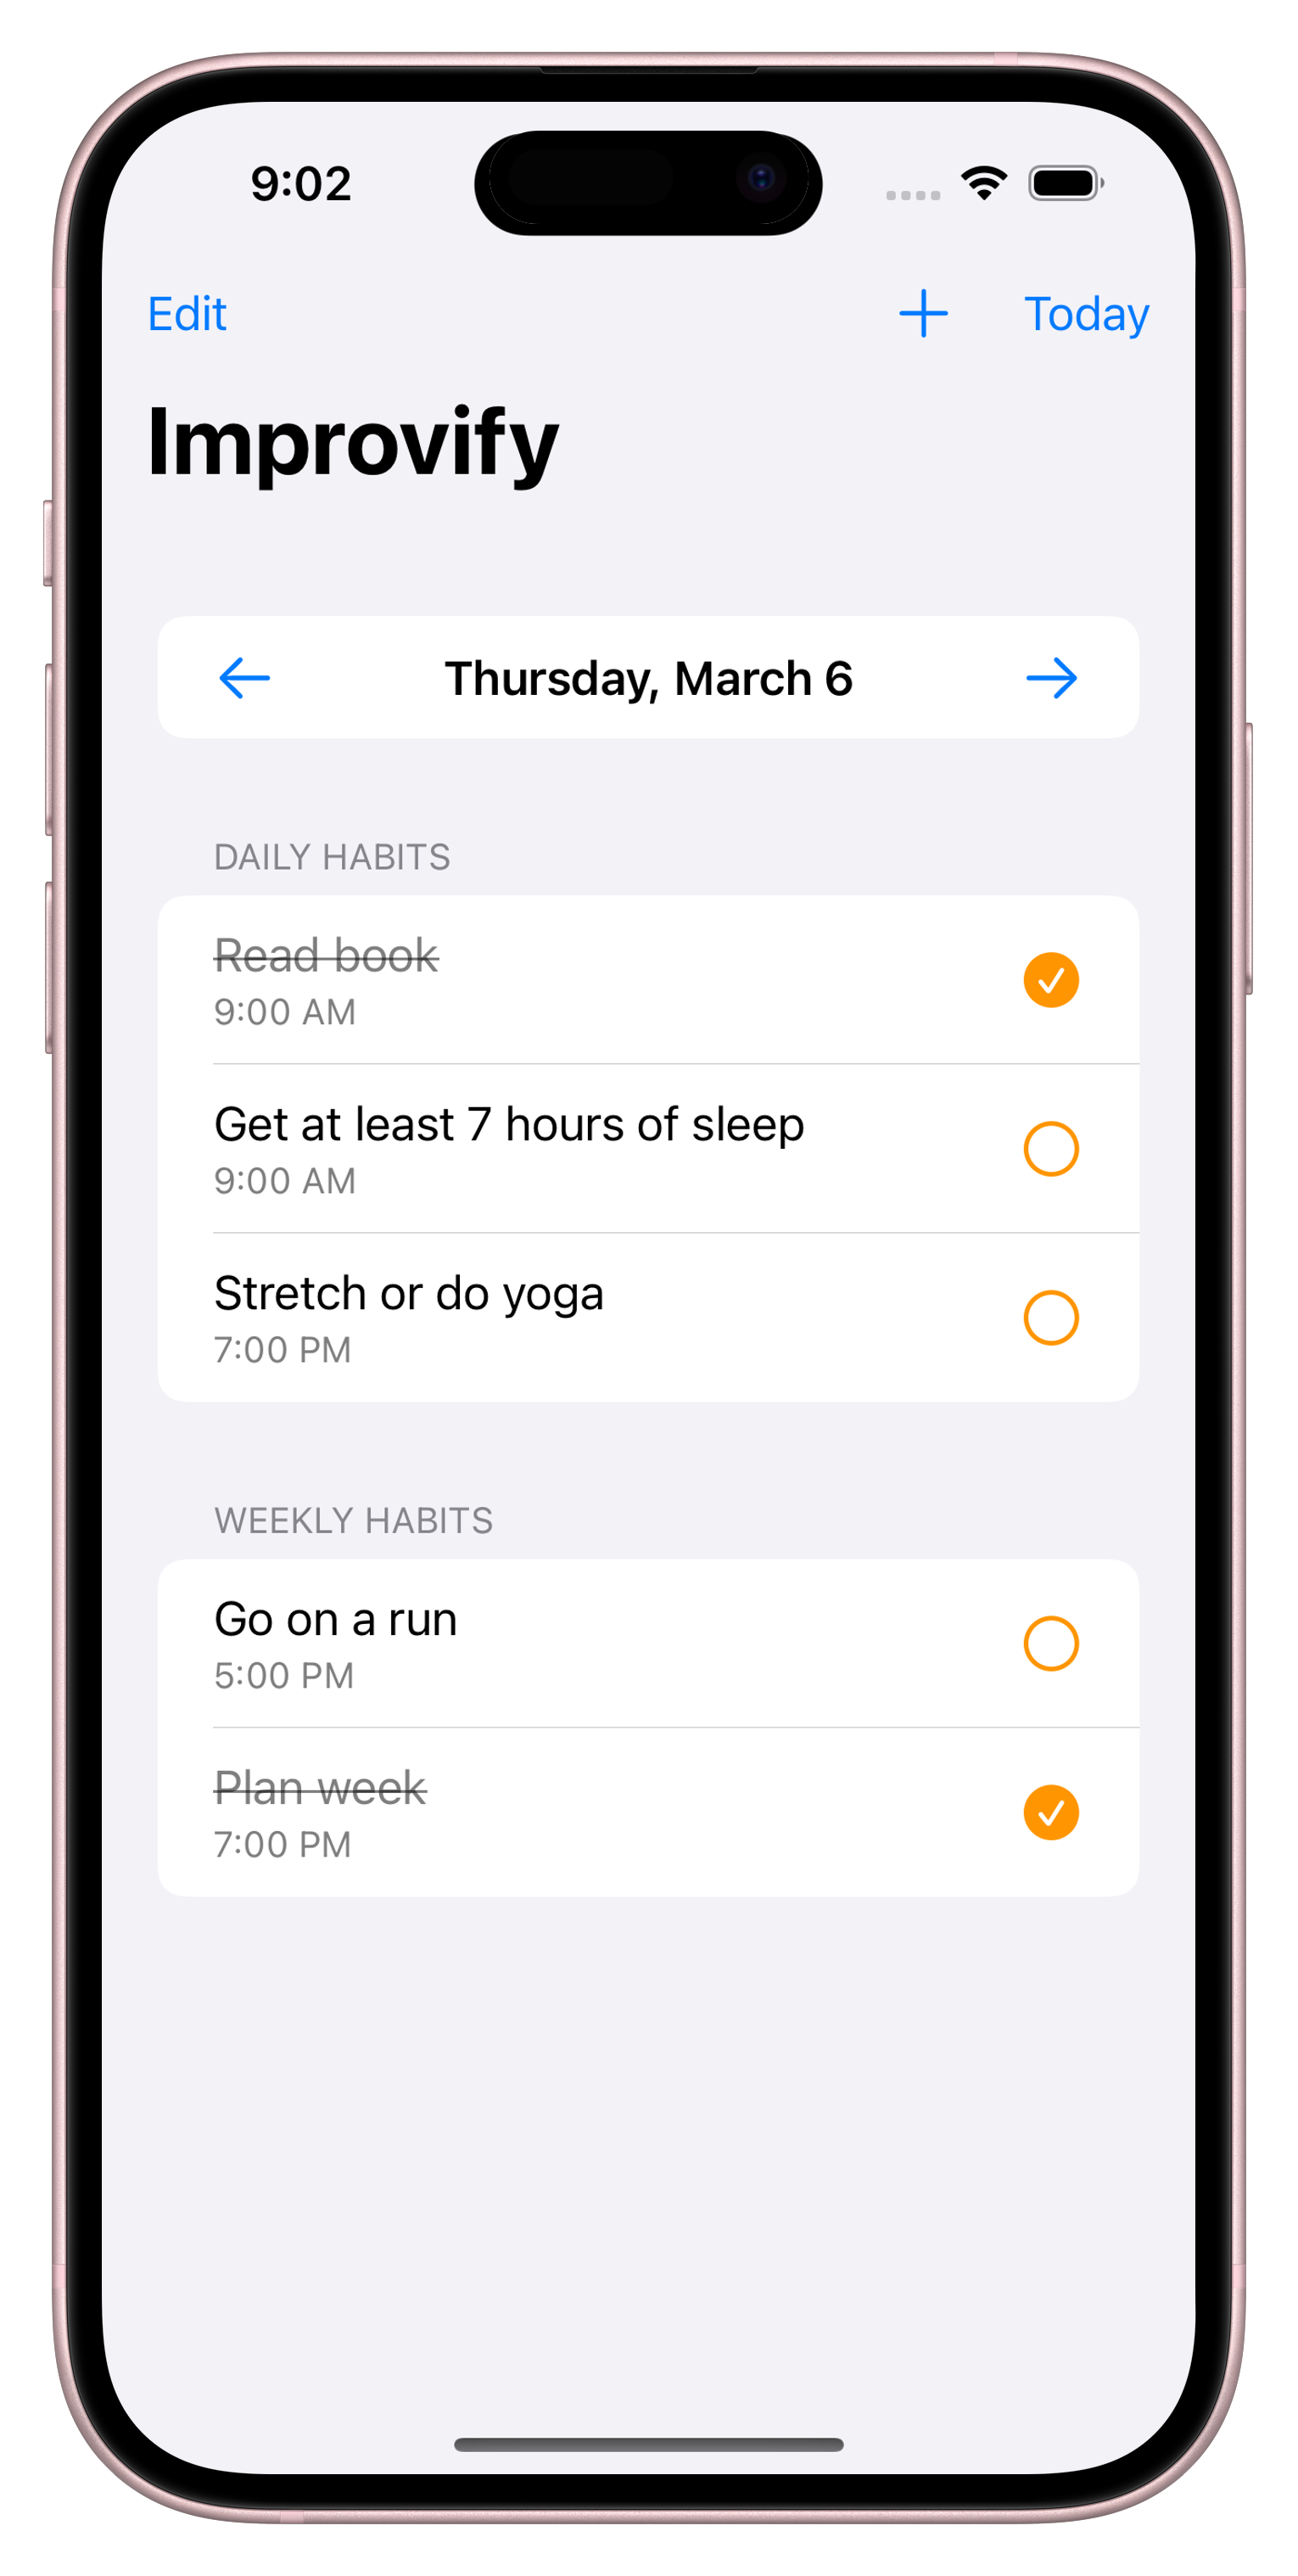 9:02
Edit
Today
Improvify
Thursday, March 6
DAILY HABITS
Read book
9:00 AM
Get at least 7 hours of sleep
9:00 AM
Stretch or do yoga
7:00 PM
WEEKLY HABITS
Go on a run
5:00 PM
Plan week
7:00 PM